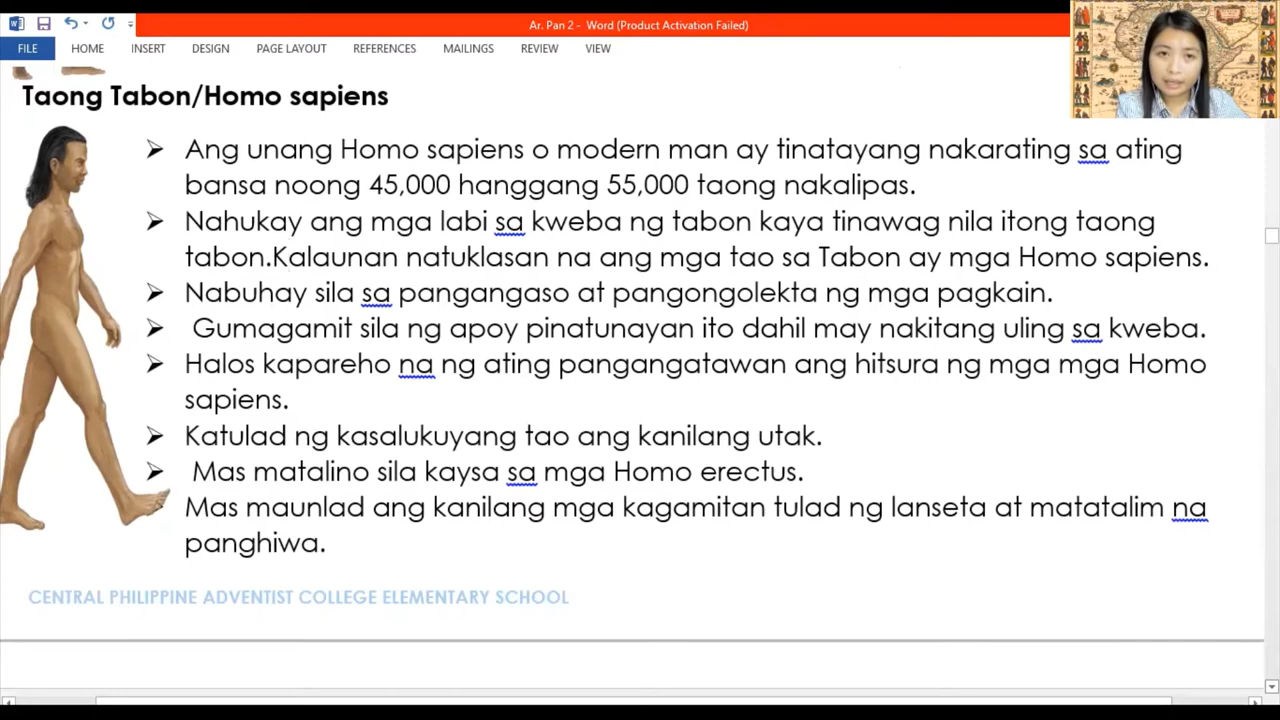 Ar. Pan 2 - Word (Product Activation Failed)
FILE HOME INSERT DESIGN PAGE LAYOUT REFERENCES MAILINGS REVIEW VIEW
Taong Tabon/Homo sapiens
➢ Ang unang Homo sapiens o modern man ay tinatayang nakarating sa ating
bansa noong 45,000 hanggang 55,000 taong nakalipas.
➢ Nahukay ang mga labi sa kweba ng tabon kaya tinawag nila itong taong
tabon.Kalaunan natuklasan na ang mga tao sa Tabon ay mga Homo sapiens.
➢ Nabuhay sila sa pangangaso at pangongolekta ng mga pagkain.
➢ Gumagamit sila ng apoy pinatunayan ito dahil may nakitang uling sa kweba.
➢ Halos kapareho na ng ating pangangatawan ang hitsura ng mga mga Homo
sapiens.
➢ Katulad ng kasalukuyang tao ang kanilang utak.
➢ Mas matalino sila kaysa sa mga Homo erectus.
➢ Mas maunlad ang kanilang mga kagamitan tulad ng lanseta at matatalim na
panghiwa.
CENTRAL PHILIPPINE ADVENTIST COLLEGE ELEMENTARY SCHOOL